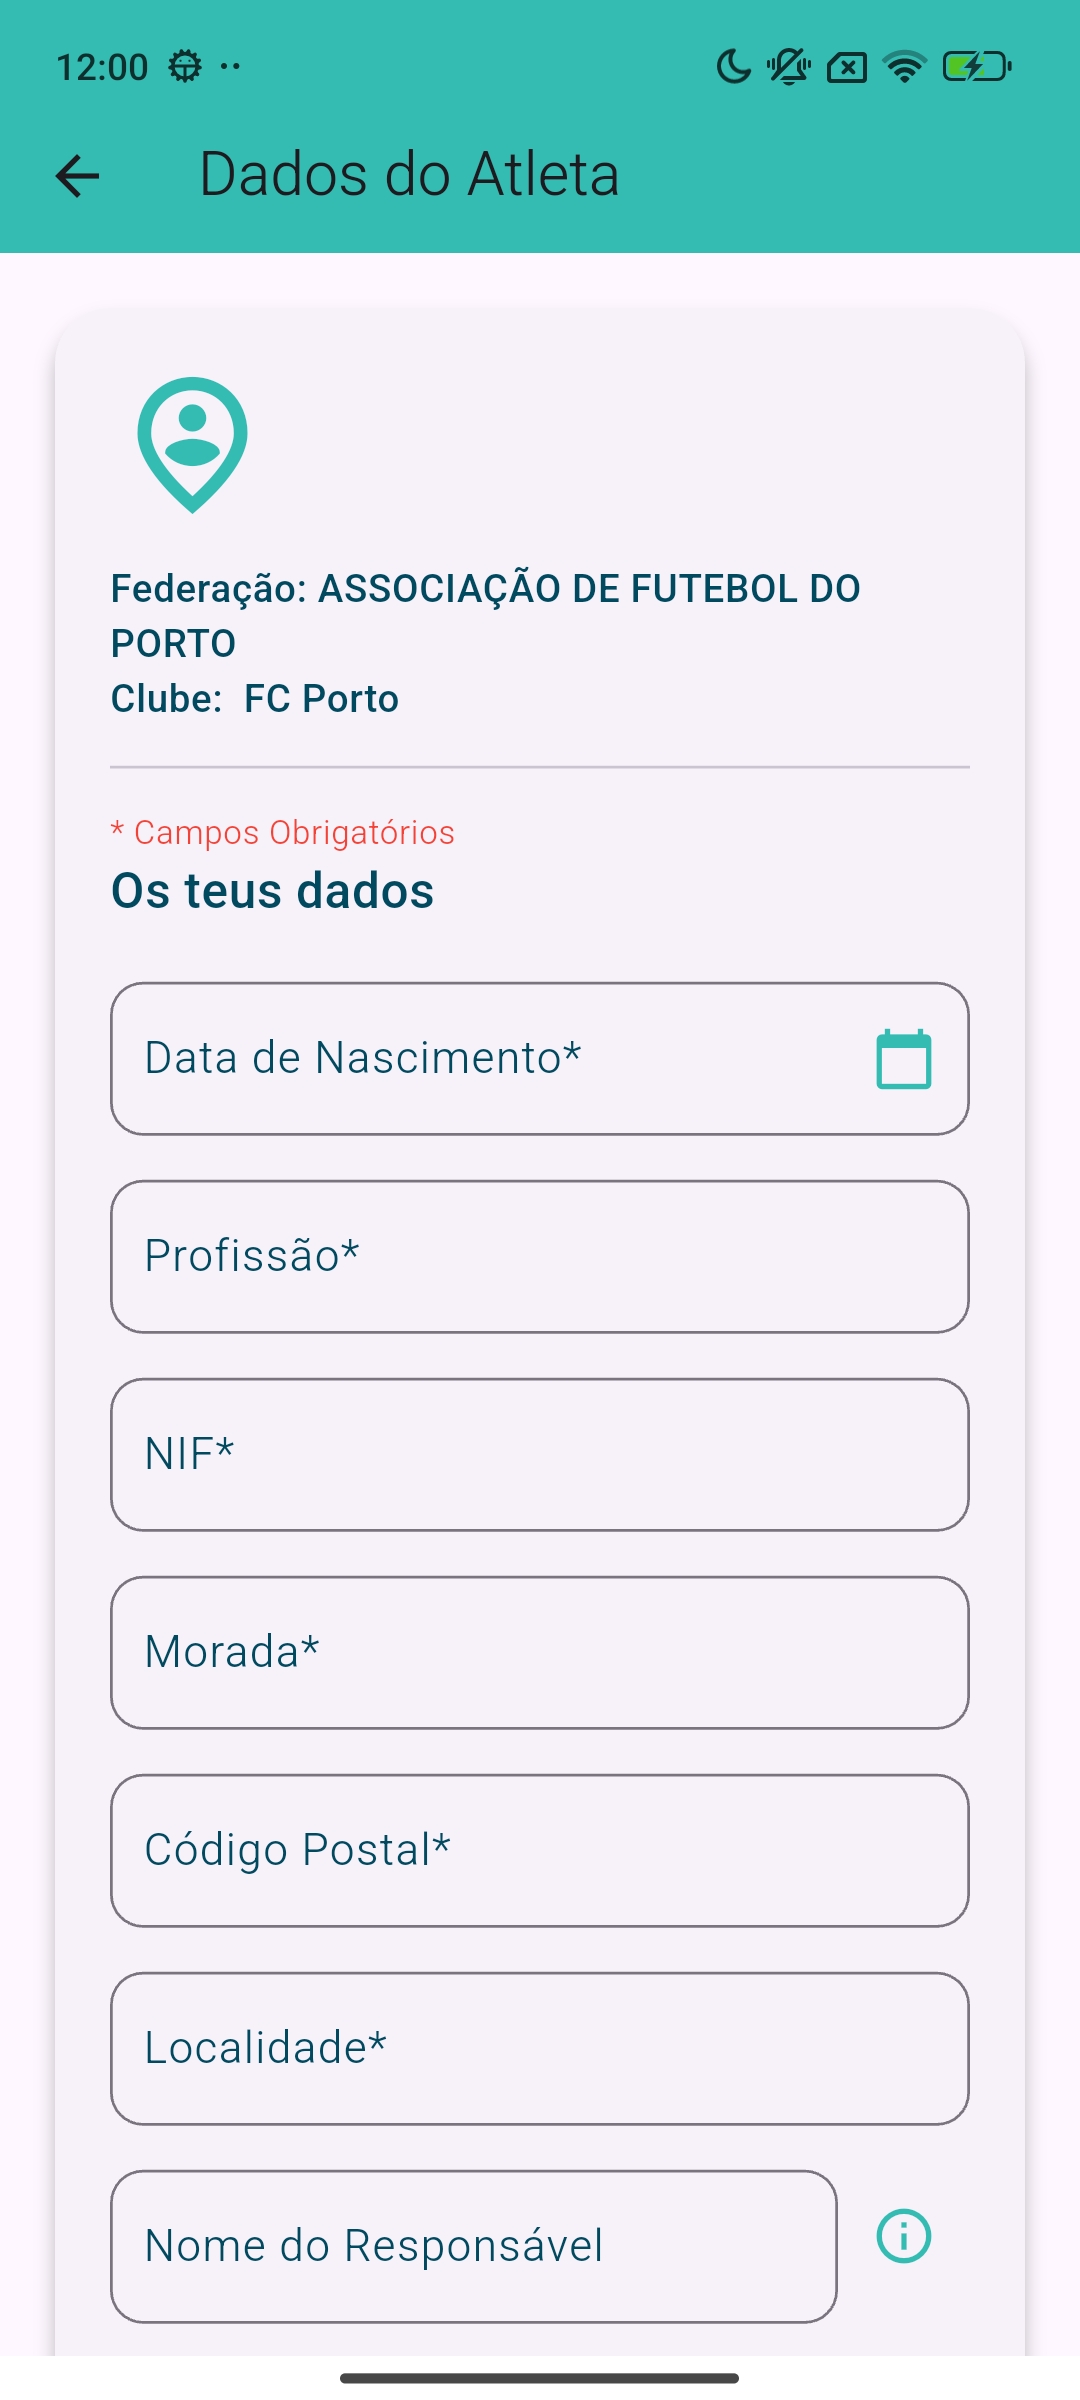 12:00
Dados do Atleta
Federação: ASSOCIAÇÃO DE FUTEBOL DO
PORTO
Clube:  FC Porto
* Campos Obrigatórios
Os teus dados
Data de Nascimento*
Profissão*
NIF*
Morada*
Código Postal*
Localidade*
Nome do Responsável